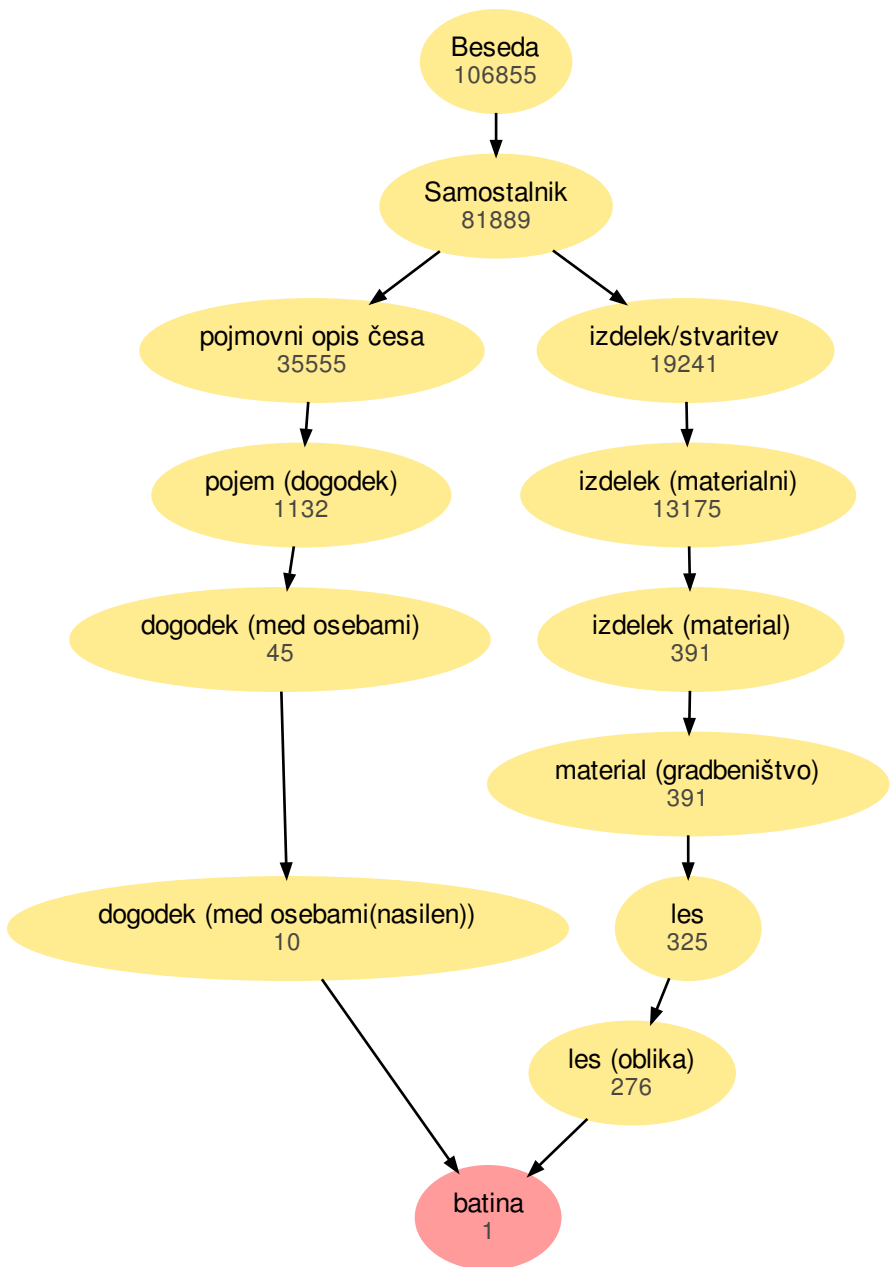 Beseda
106855
Samostalnik
81889
pojmovni opis česa
35555
izdelek/stvaritev
19241
pojem (dogodek)
1132
izdelek (materialni)
13175
dogodek (med osebami)
45
izdelek (material)
391
material (gradbeništvo)
391
dogodek (med osebami(nasilen))
10
les
325
les (oblika)
276
batina
1